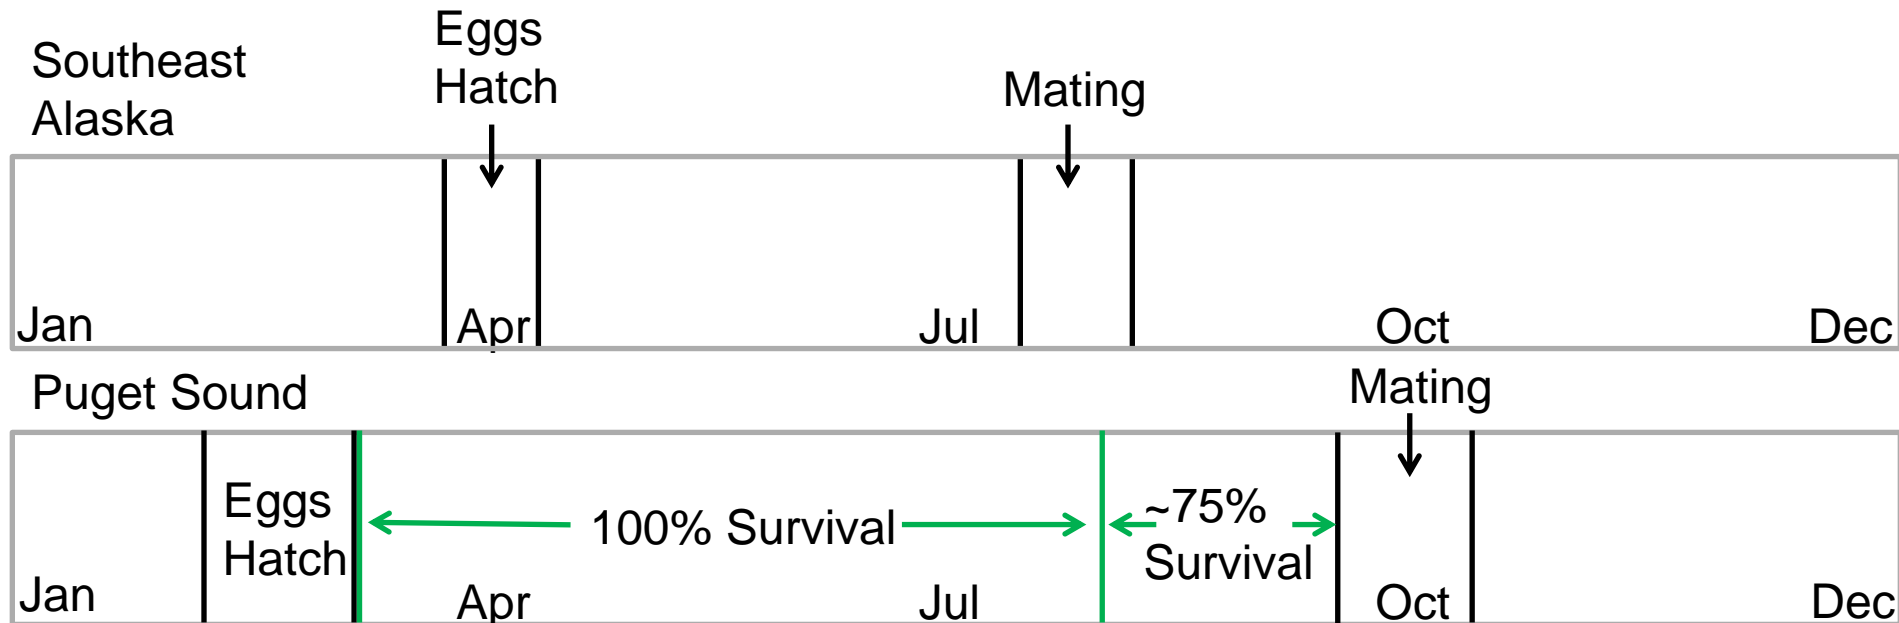 Southeast
Alaska
Eggs
Hatch
Mating
Jan
Apr
Jul
Oct
Dec
Puget Sound
Mating
Eggs
Hatch
100% Survival
~75%
Survival
Jan
Apr
Jul
Oct
Dec